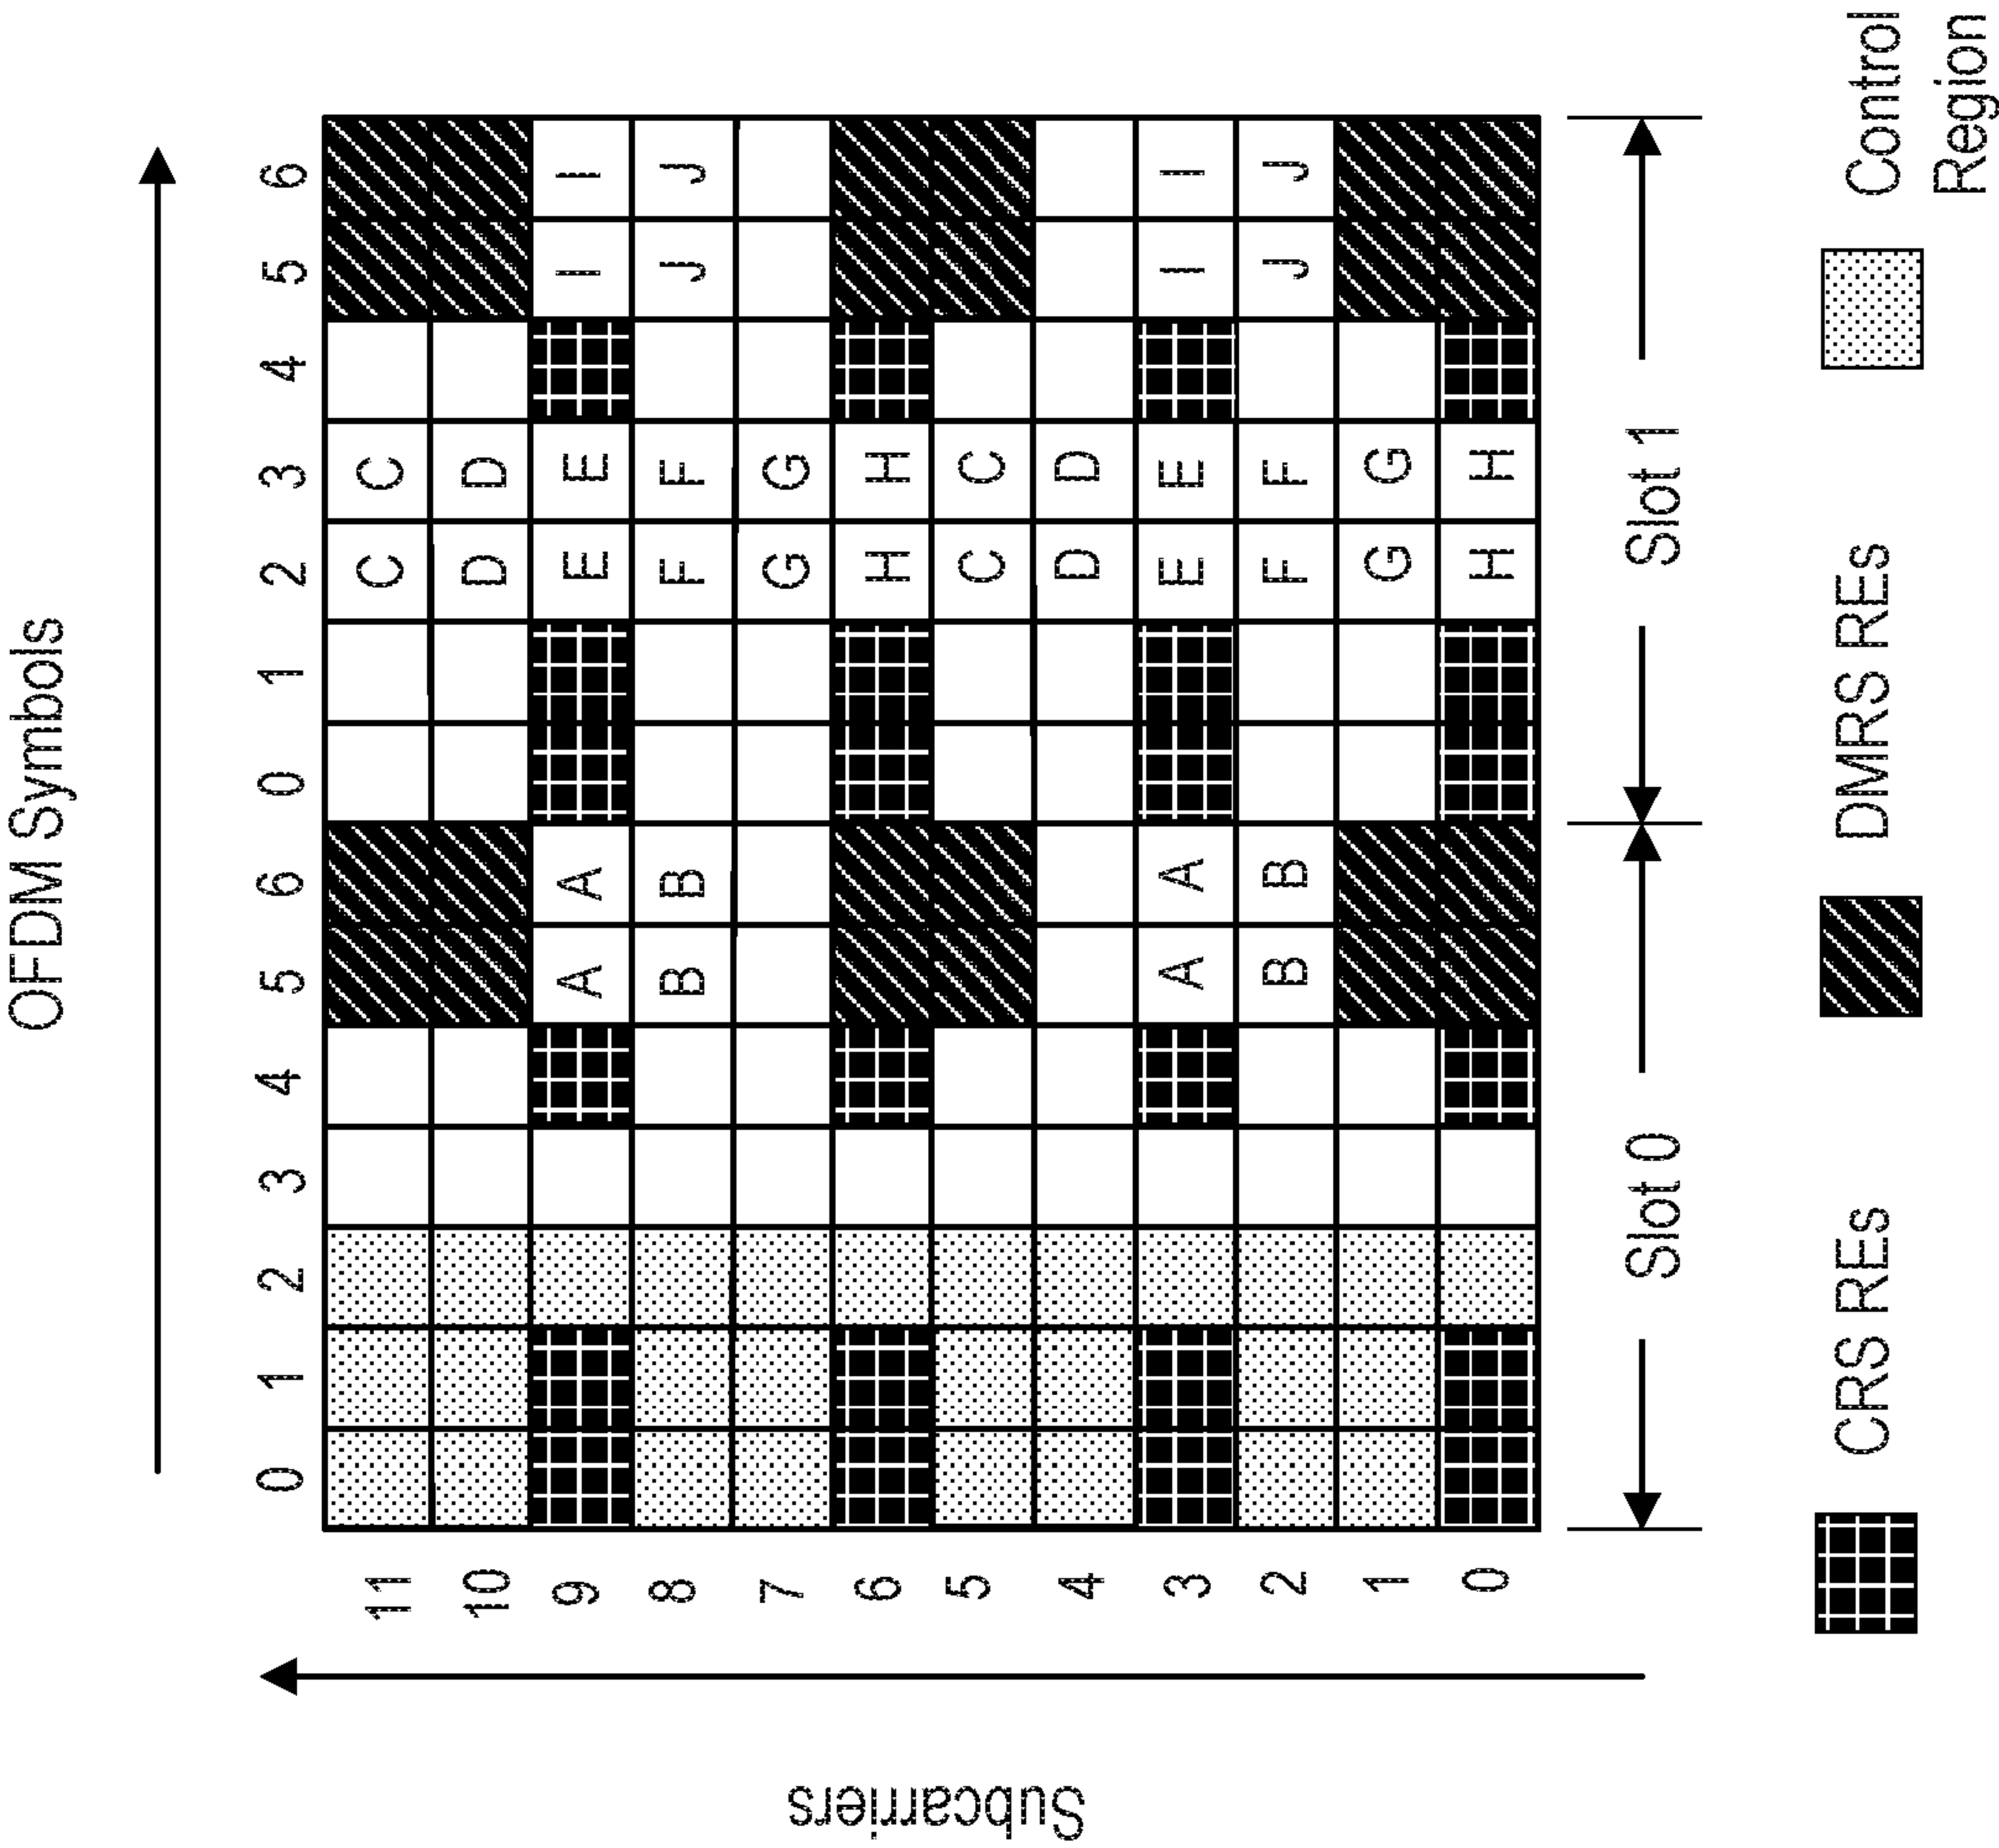 OFDM Symbols
0 1 2 3 4 5 6 0 1 2 3 4 5 6
11 C C
10 D D
9 A A E E I I
8 B B F F J J
7 G G
6 H H
5 C C
4 D D
3 A A E E I I
2 B B F F J J
1 G G
0 H H
Subcarriers
Slot 0 Slot 1
CRS REs DMRS REs Control
Region